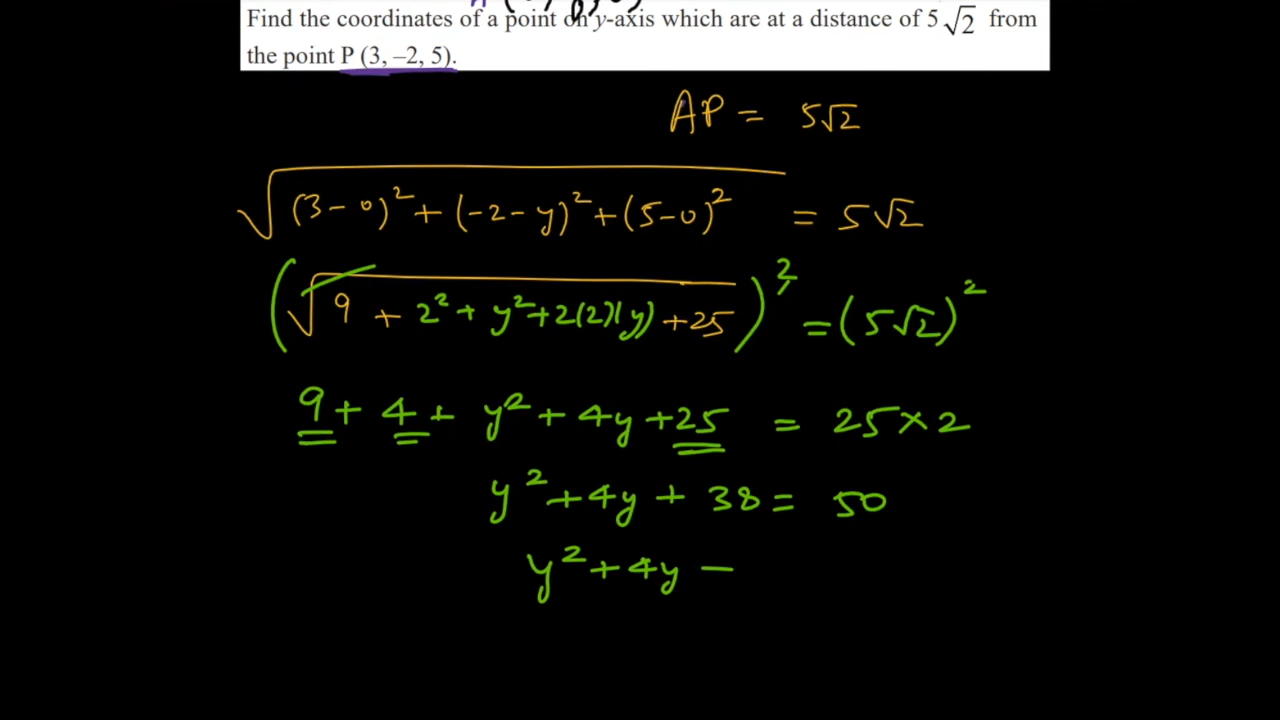 Find the coordinates of a point on y-axis which are at a distance of 5√2 from
the point P (3, –2, 5).
AP = 5√2
√((3-0)² + (-2-y)² + (5-0)²) = 5√2
(√(9 + 2² + y² + 2(2)(y) + 25))² = (5√2)²
9 + 4 + y² + 4y + 25 = 25 × 2
y² + 4y + 38 = 50
y² + 4y -